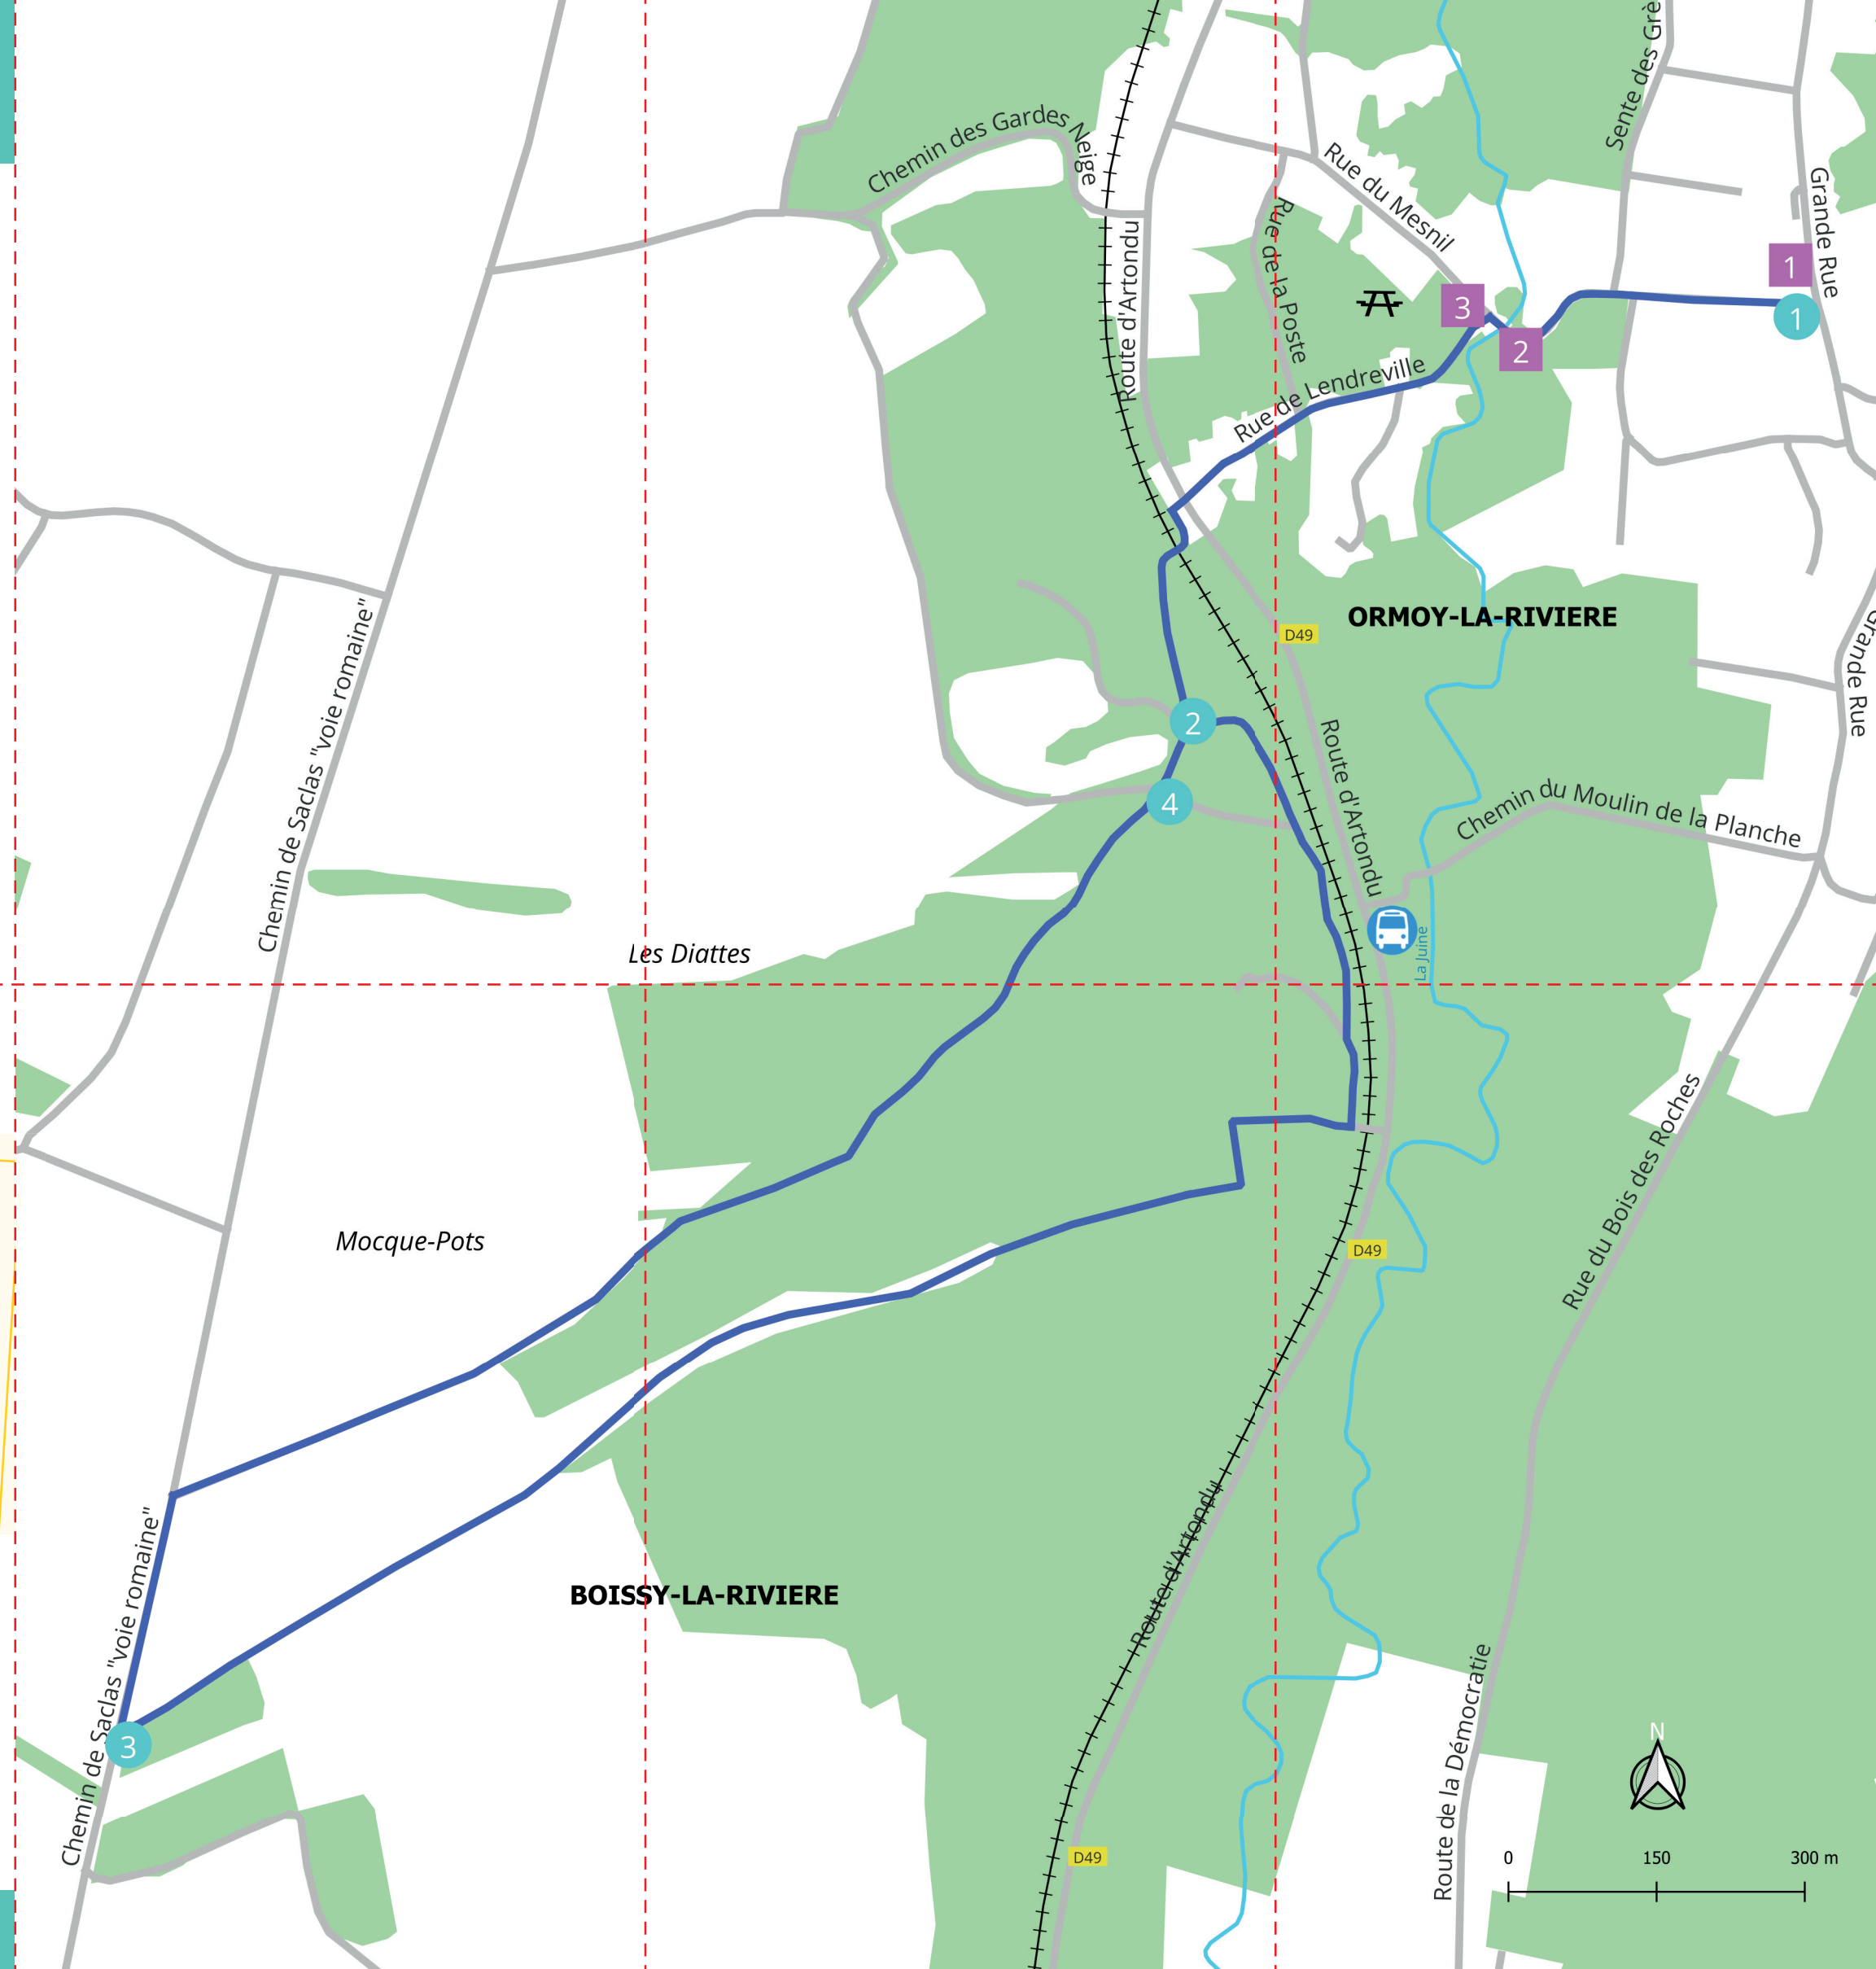 Sente des Grè
Chemin des Gardes Neige
Rue du Mesnil
Grande Rue
Rue de la Poste
Route d'Artondu
1
3
1
2
Rue de Lendreville
ORMOY-LA-RIVIERE
D49
Grande Rue
Chemin de Saclas "voie romaine"
2
Route d'Artondu
4
Chemin du Moulin de la Planche
La Juine
Les Diattes
Rue du Bois des Roches
Mocque-Pots
D49
Route d'Artondu
BOISSY-LA-RIVIERE
Chemin de Saclas "voie romaine"
3
Route de la Démocratie
N
D49
0 150 300 m